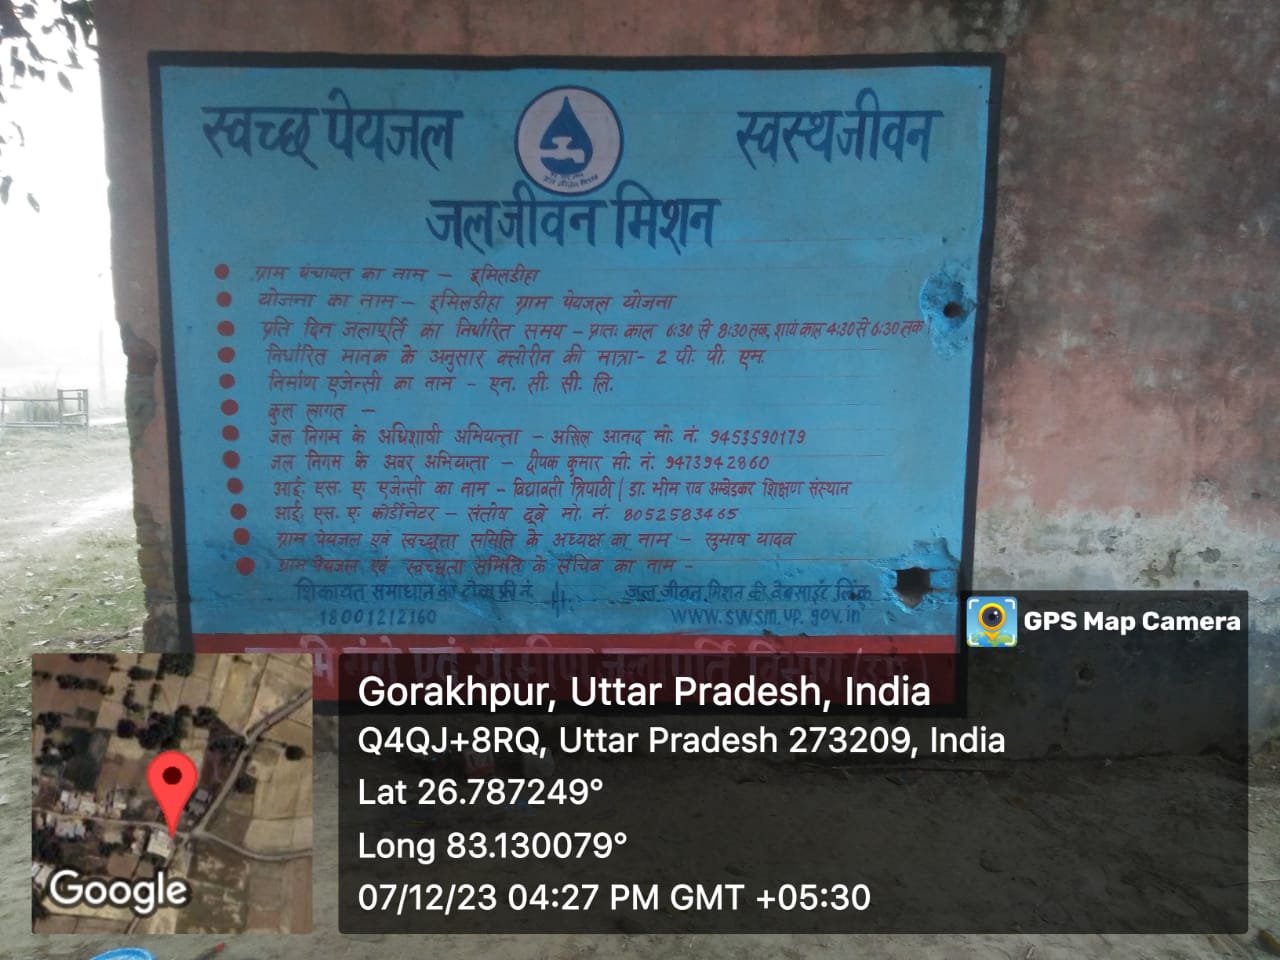 स्वच्छ पेयजल
स्वस्थ जीवन
जल जीवन मिशन
ग्राम पंचायत का नाम – इमिलडीहा
योजना का नाम – इमिलडीहा ग्राम पेयजल योजना
प्रति दिन जलापूर्ति का निर्धारित समय – प्रातः काल 6:30 से 8:30 तक, शायं काल 4:30 से 6:30 तक
निर्धारित मानक के अनुसार क्लोरीन की मात्रा - 2 पी. पी. एम.
निर्माण एजेन्सी का नाम - एन. सी. सी. लि.
कुल लागत –
जल निगम के अधिशाषी अभियन्ता – अखिल आनन्द मो. नं. 9453590179
जल निगम के अवर अभियन्ता – दीपक कुमार मो. नं. 9473942860
आई. एस. ए. एजेन्सी का नाम – विद्यावती त्रिपाठी / डा. भीम राव अम्बेडकर शिक्षण संस्थान
आई. एस. ए. कोर्डीनेटर – संतोष दूबे मो. नं. 8052583465
ग्राम पेयजल एवं स्वच्छता समिति के अध्यक्ष का नाम – सुभाष यादव
ग्राम पेयजल एवं स्वच्छता समिति के सचिव का नाम -
शिकायत समाधान को टोल फ्री नं.
18001212160
जल जीवन मिशन की वेबसाईट लिंक
www.swsm.up.gov.in
नमामि गंगे एवं ग्रामीण जलापूर्ति विभाग (उ.प्र.)
GPS Map Camera
Gorakhpur, Uttar Pradesh, India
Q4QJ+8RQ, Uttar Pradesh 273209, India
Lat 26.787249°
Long 83.130079°
07/12/23 04:27 PM GMT +05:30
Google